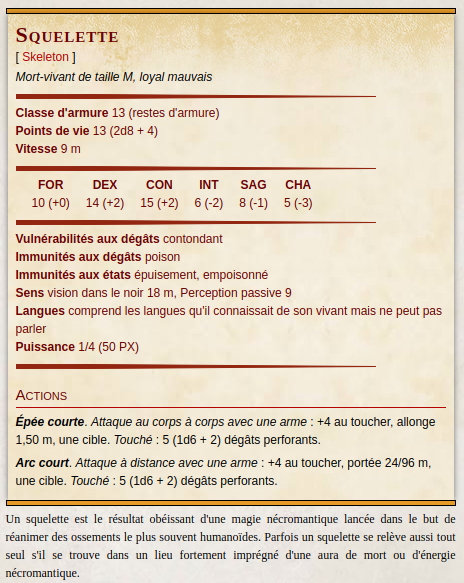 Squelette
[ Skeleton ]
Mort-vivant de taille M, loyal mauvais
Classe d'armure 13 (restes d'armure)
Points de vie 13 (2d8 + 4)
Vitesse 9 m
FOR DEX CON INT SAG CHA
10 (+0) 14 (+2) 15 (+2) 6 (-2) 8 (-1) 5 (-3)
Vulnérabilités aux dégâts contondant
Immunités aux dégâts poison
Immunités aux états épuisement, empoisonné
Sens vision dans le noir 18 m, Perception passive 9
Langues comprend les langues qu'il connaissait de son vivant mais ne peut pas
parler
Puissance 1/4 (50 PX)
Actions
Épée courte. Attaque au corps à corps avec une arme : +4 au toucher, allonge
1,50 m, une cible. Touché : 5 (1d6 + 2) dégâts perforants.
Arc court. Attaque à distance avec une arme : +4 au toucher, portée 24/96 m,
une cible. Touché : 5 (1d6 + 2) dégâts perforants.
Un squelette est le résultat obéissant d'une magie nécromantique lancée dans le but de
réanimer des ossements le plus souvent humanoïdes. Parfois un squelette se relève aussi tout
seul s'il se trouve dans un lieu fortement imprégné d'une aura de mort ou d'énergie
nécromantique.